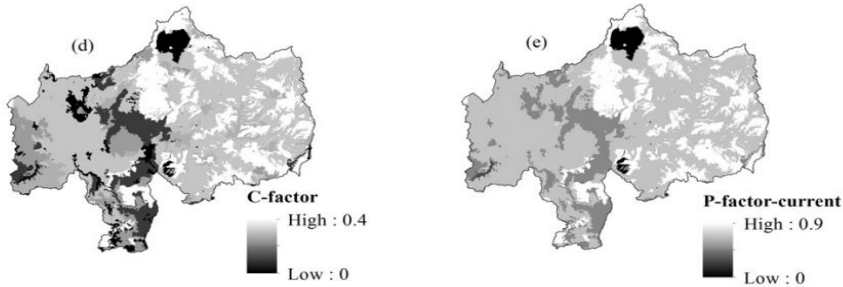 (d)
C-factor
High : 0.4
Low : 0
(e)
P-factor-current
High : 0.9
Low : 0